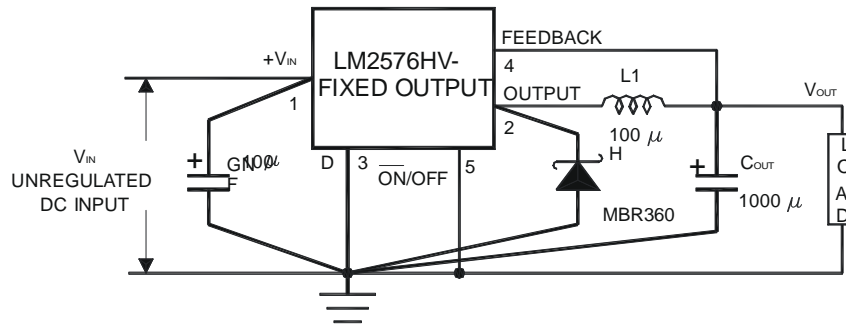 FEEDBACK
LM2576HV-
+VIN
4
FIXED OUTPUT
L1
OUTPUT
VOUT
1
2
100 μ
H
VIN
UNREGULATED
DC INPUT
+
100μ
F
D
3
ON/OFF
5
+
COUT
1000 μ
MBR360
L
O
A
D